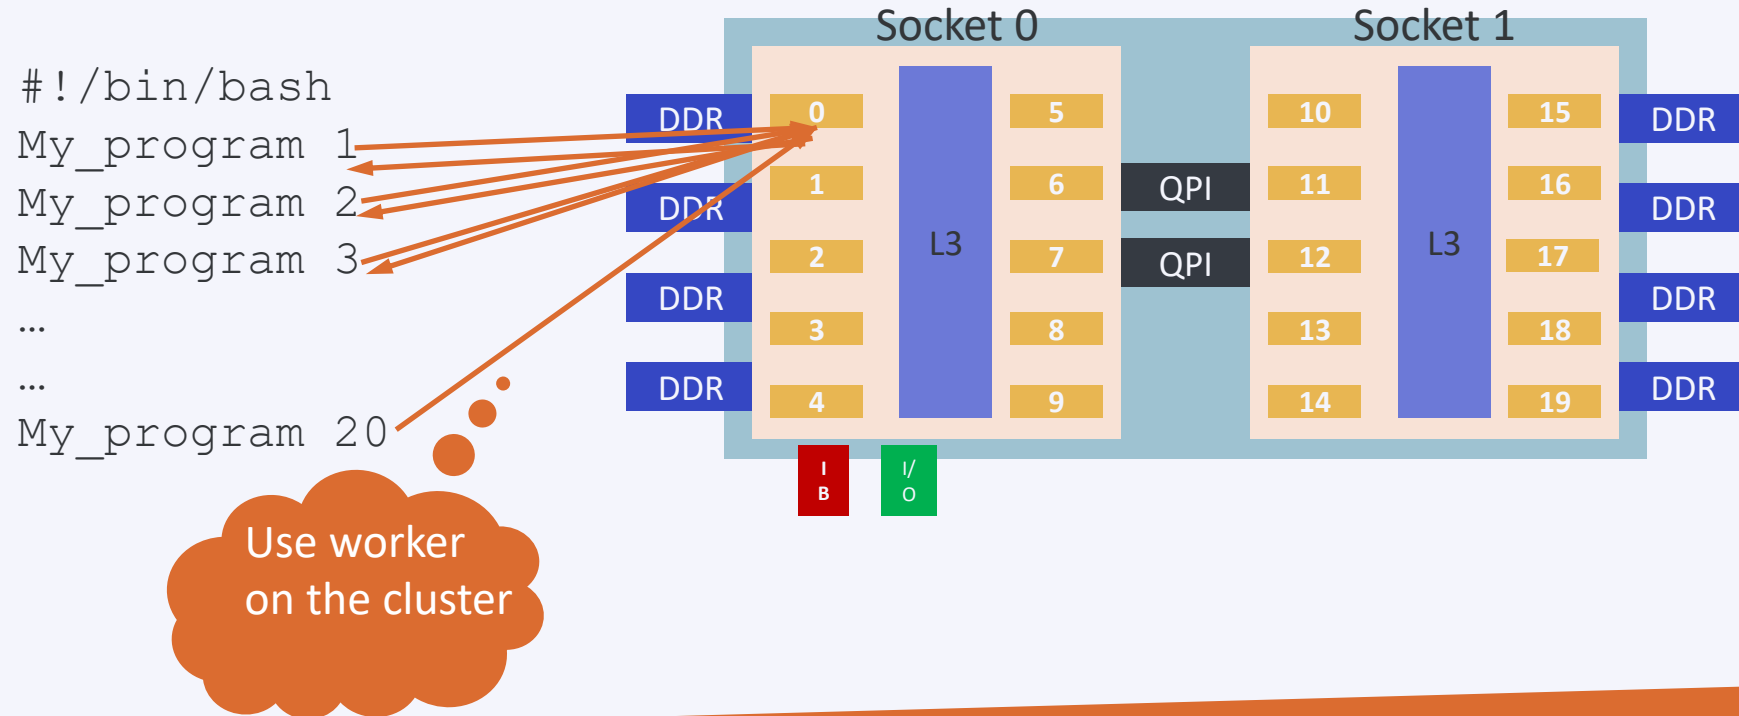 Socket 0
Socket 1
#!/bin/bash
My_program 1
My_program 2
My_program 3
…
…
My_program 20
Use worker
on the cluster
DDR
DDR
DDR
DDR
0
1
2
3
4
L3
5
6
7
8
9
QPI
QPI
10
11
12
13
14
L3
15
16
17
18
19
DDR
DDR
DDR
DDR
I
B
I/
O